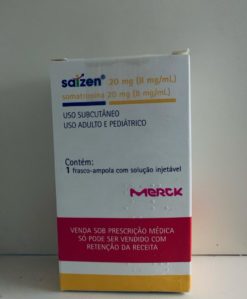 saizen® 20 mg (8 mg/mL)
somatropina 20 mg (8 mg/mL)
USO SUBCUTÂNEO
USO ADULTO E PEDIÁTRICO
Contém:
1 frasco-ampola com solução injetável
MERCK
VENDA SOB PRESCRIÇÃO MÉDICA
SÓ PODE SER VENDIDO COM
RETENÇÃO DA RECEITA